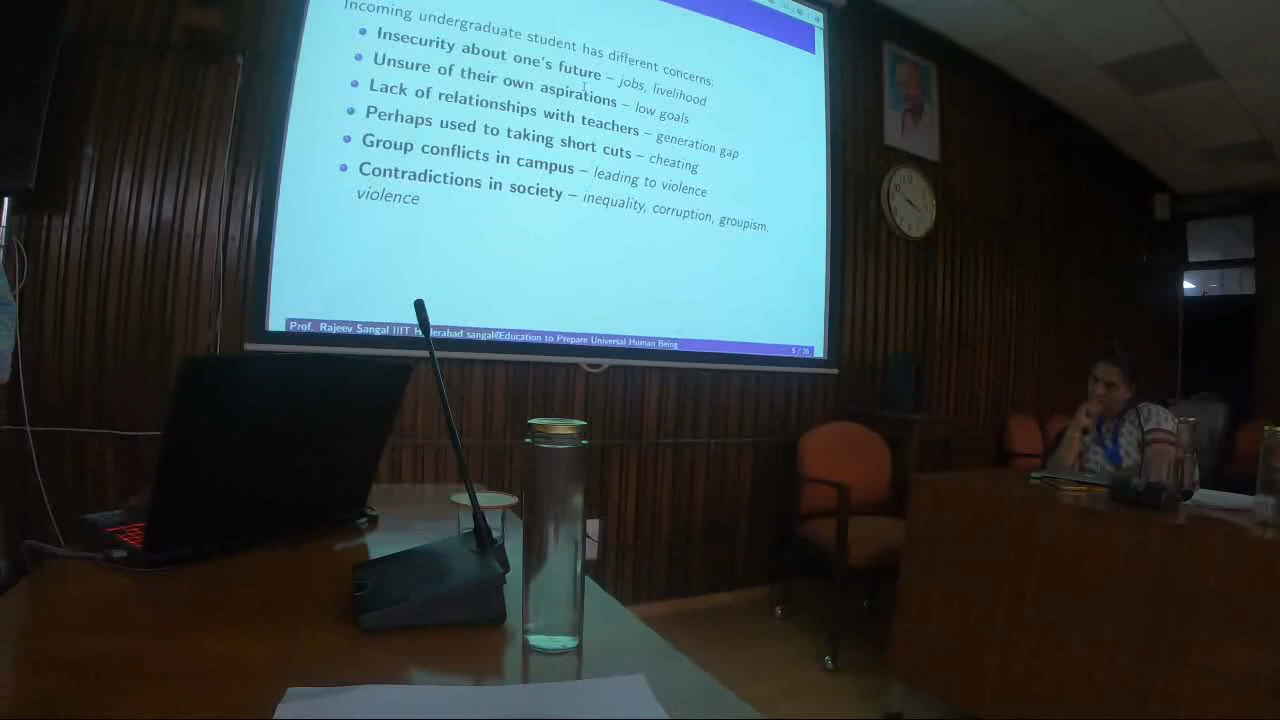 Incoming undergraduate student has different concerns.
Insecurity about one's future – jobs, livelihood
Unsure of their own aspirations – low goals
Lack of relationships with teachers – generation gap
Perhaps used to taking short cuts – cheating
Group conflicts in campus – leading to violence
Contradictions in society – inequality, corruption, groupism,
violence
Prof. Rajeev Sangal IIIT Education to Prepare Universal Human Being 5 / 26